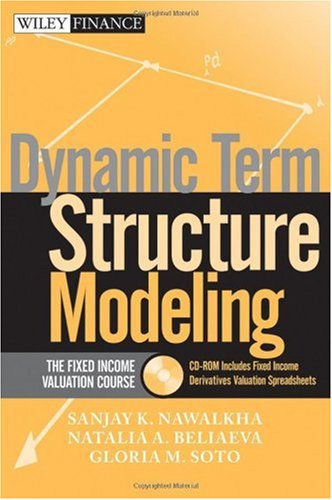 WILEY FINANCE
Pd
Dynamic Term
Structure
Modeling
THE FIXED INCOME
VALUATION COURSE
CD-ROM Includes Fixed Income
Derivatives Valuation Spreadsheets
SANJAY K. NAWALKHA
NATALIA A. BELIAEVA
GLORIA M. SOTO